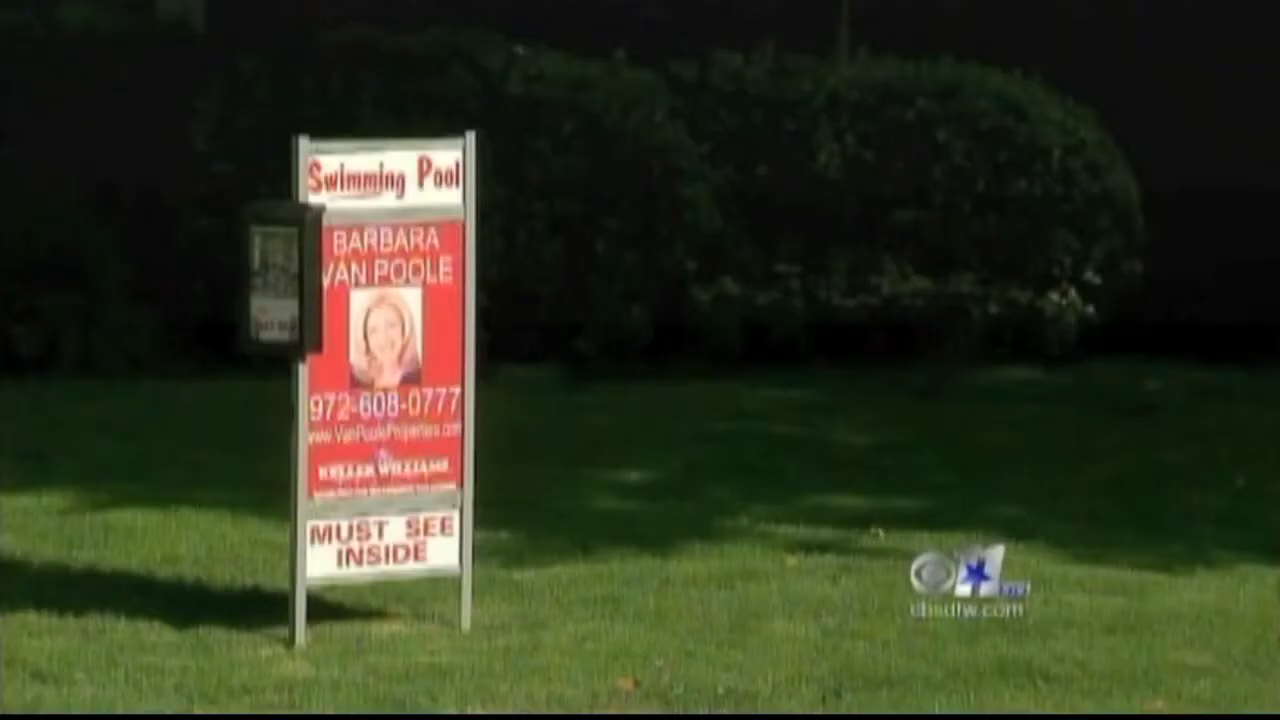 Swimming Pool
BARBARA
VAN POOLE
972-608-0777
www.VanPooleProperties.com
KELLER WILLIAMS
MUST SEE
INSIDE
cbsdfw.com